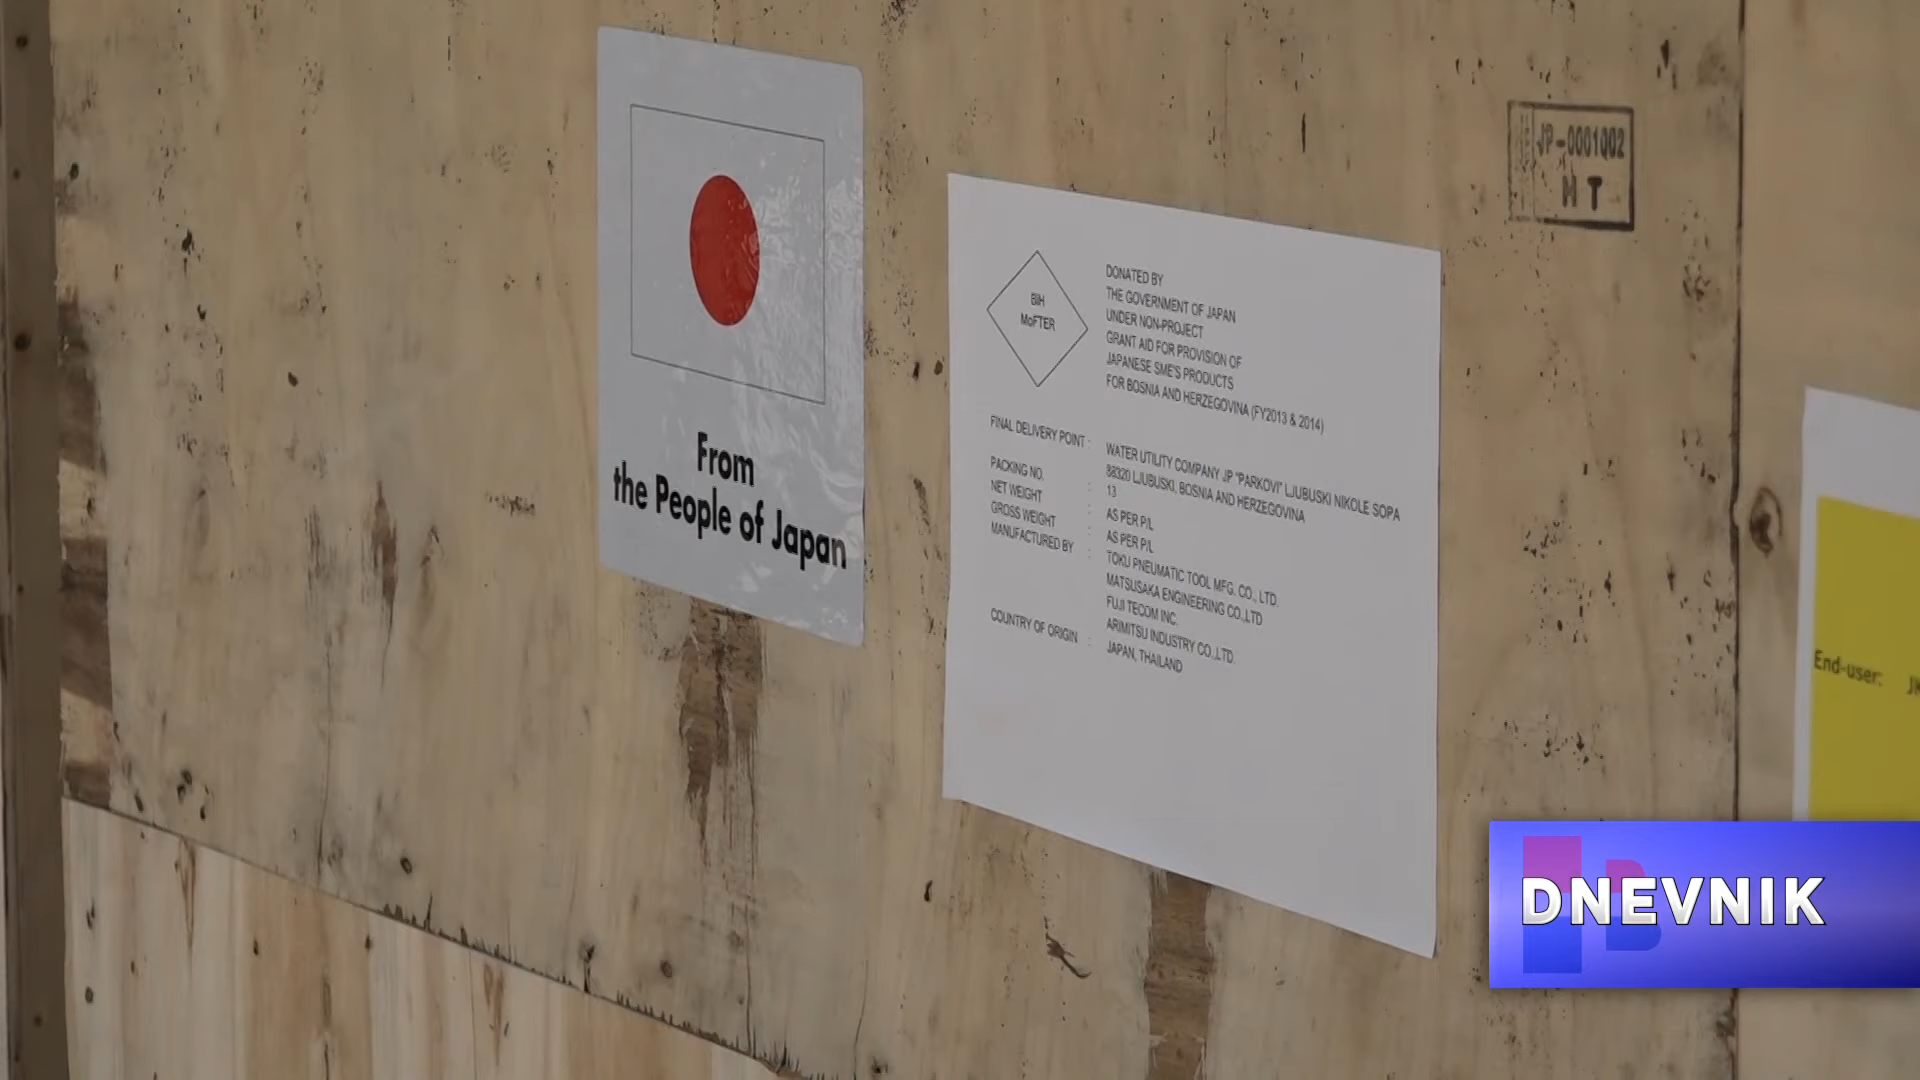 From
the People of Japan
BIH
MoFTER
DONATED BY
THE GOVERNMENT OF JAPAN
UNDER NON-PROJECT
GRANT AID FOR PROVISION OF
JAPANESE SME'S PRODUCTS
FOR BOSNIA AND HERZEGOVINA (FY2013 & 2014)
FINAL DELIVERY POINT : WATER UTILITY COMPANY JP "PARKOVI" LJUBUSKI NIKOLE SOPA
88320 LJUBUSKI, BOSNIA AND HERZEGOVINA
PACKING NO. : 13
NET WEIGHT : AS PER P/L
GROSS WEIGHT : AS PER P/L
MANUFACTURED BY : TOKU PNEUMATIC TOOL MFG. CO., LTD.
MATSUSAKA ENGINEERING CO.,LTD
FUJI TECOM INC.
ARIMITSU INDUSTRY CO.,LTD.
COUNTRY OF ORIGIN : JAPAN, THAILAND
JP-0001002
HT
End-user:
DNEVNIK